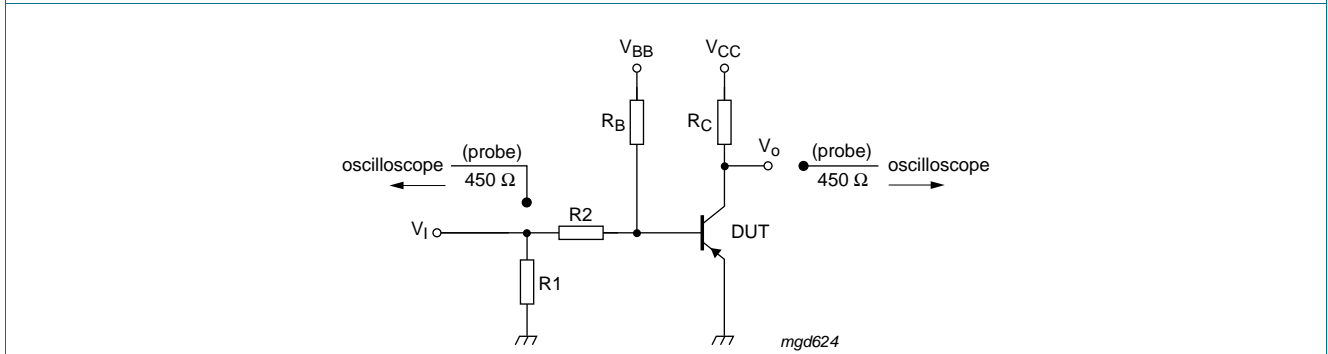 VBB
VCC
RB
RC
Vo
(probe)
450 Ω
oscilloscope
(probe)
450 Ω
oscilloscope
R2
VI
DUT
R1
mgd624